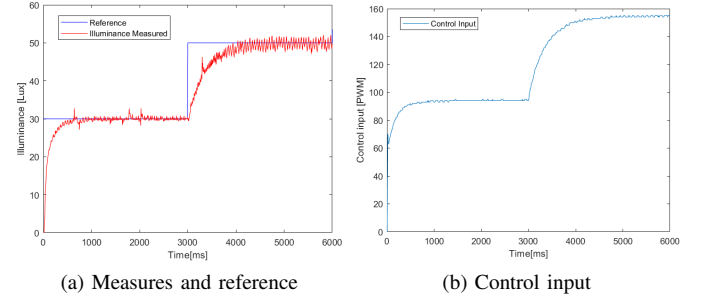 60
50
40
30
20
10
0
Illuminance [Lux]
Reference
Illuminance Measured
0 1000 2000 3000 4000 5000 6000
Time[ms]
(a) Measures and reference
160
140
120
100
80
60
40
20
0
Control input [PWM]
Control Input
0 1000 2000 3000 4000 5000 6000
Time[ms]
(b) Control input